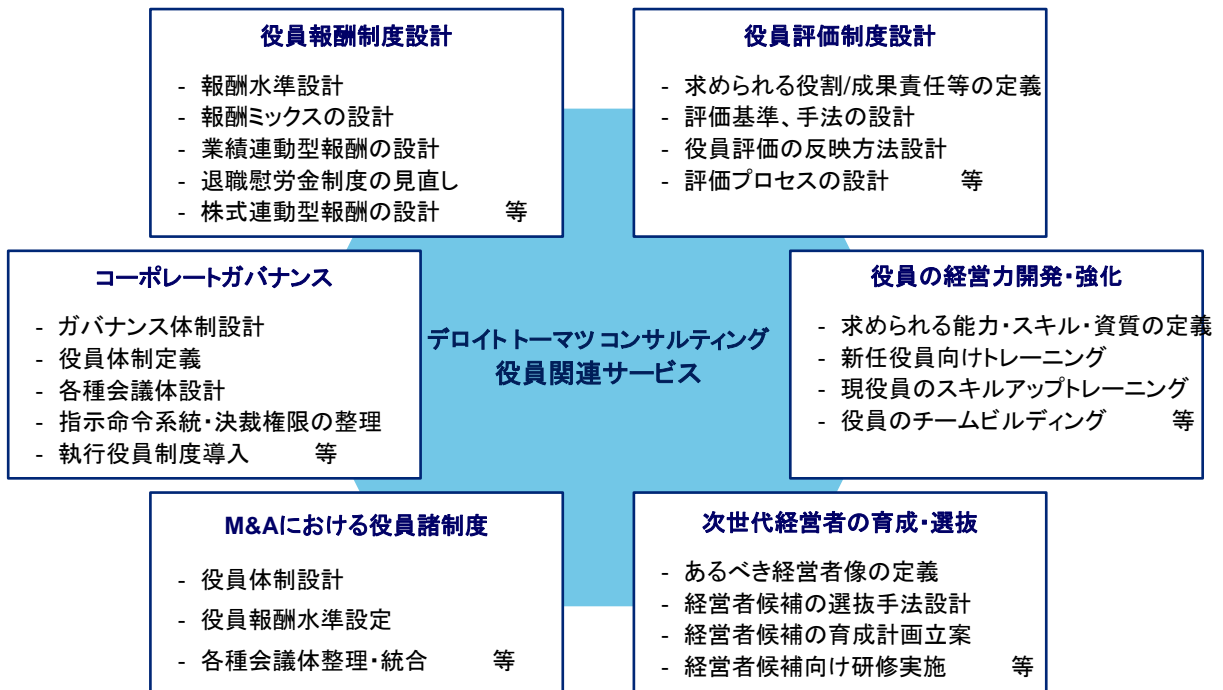 役員報酬制度設計
- 報酬水準設計
- 報酬ミックスの設計
- 業績連動型報酬の設計
- 退職慰労金制度の見直し
- 株式連動型報酬の設計 等
役員評価制度設計
- 求められる役割/成果責任等の定義
- 評価基準、手法の設計
- 役員評価の反映方法設計
- 評価プロセスの設計 等
コーポレートガバナンス
- ガバナンス体制設計
- 役員体制定義
- 各種会議体設計
- 指示命令系統・決裁権限の整理
- 執行役員制度導入 等
デロイト トーマツ コンサルティング
役員関連サービス
役員の経営力開発・強化
- 求められる能力・スキル・資質の定義
- 新任役員向けトレーニング
- 現役員のスキルアップトレーニング
- 役員のチームビルディング 等
M&Aにおける役員諸制度
- 役員体制設計
- 役員報酬水準設定
- 各種会議体整理・統合 等
次世代経営者の育成・選抜
- あるべき経営者像の定義
- 経営者候補の選抜手法設計
- 経営者候補の育成計画立案
- 経営者候補向け研修実施 等